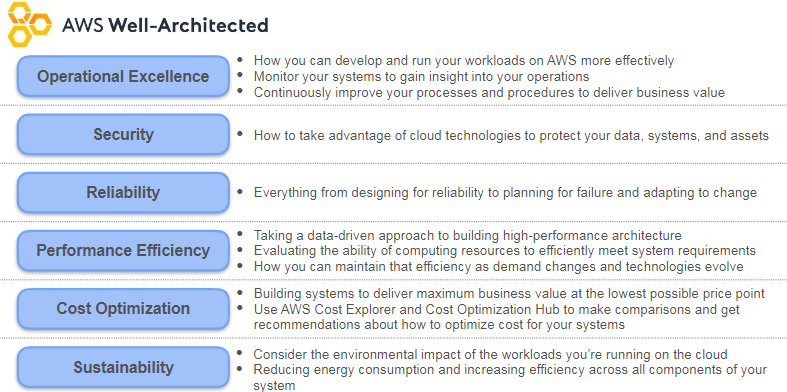 AWS Well-Architected
Operational Excellence
• How you can develop and run your workloads on AWS more effectively
• Monitor your systems to gain insight into your operations
• Continuously improve your processes and procedures to deliver business value
Security
• How to take advantage of cloud technologies to protect your data, systems, and assets
Reliability
• Everything from designing for reliability to planning for failure and adapting to change
Performance Efficiency
• Taking a data-driven approach to building high-performance architecture
• Evaluating the ability of computing resources to efficiently meet system requirements
• How you can maintain that efficiency as demand changes and technologies evolve
Cost Optimization
• Building systems to deliver maximum business value at the lowest possible price point
• Use AWS Cost Explorer and Cost Optimization Hub to make comparisons and get
recommendations about how to optimize cost for your systems
Sustainability
• Consider the environmental impact of the workloads you’re running on the cloud
• Reducing energy consumption and increasing efficiency across all components of your
system